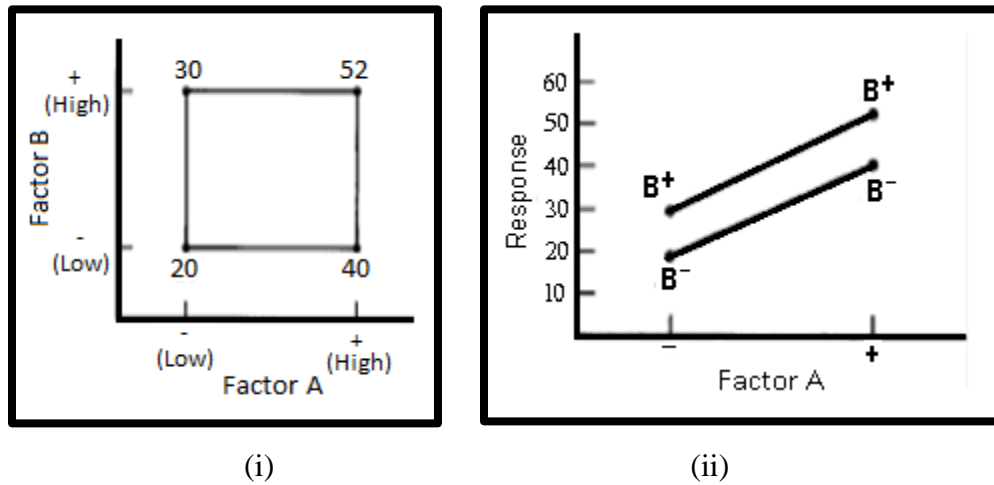 30 52
+
(High)
Factor B
-
(Low)
20 40
-
(Low)
+
(High)
Factor A
(i)
60
50
40
30
20
10
Response
B+
B+
B−
B−
−
+
Factor A
(ii)